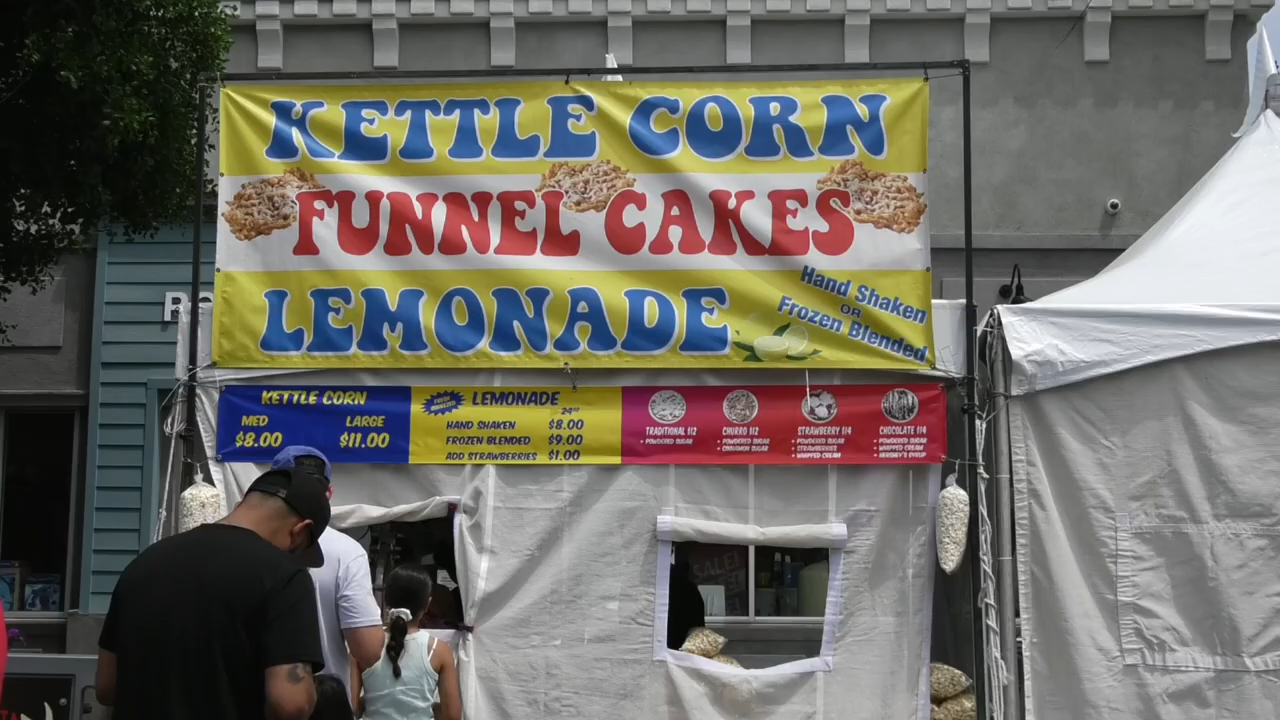 KETTLE CORN
FUNNEL CAKES
LEMONADE
Hand Shaken
OR
Frozen Blended
KETTLE CORN
MED
LARGE
$8.00
$11.00
LEMONADE
24oz
HAND SHAKEN $8.00
FROZEN BLENDED $9.00
ADD STRAWBERRIES $1.00
TRADITIONAL $12
• POWDERED SUGAR
CHURRO $12
• POWDERED SUGAR
• CINNAMON SUGAR
STRAWBERRY $14
• POWDERED SUGAR
• STRAWBERRIES
• WHIPPED CREAM
CHOCOLATE $14
• POWDERED SUGAR
• WHIPPED CREAM
• HERSHEY'S SYRUP
SALE!